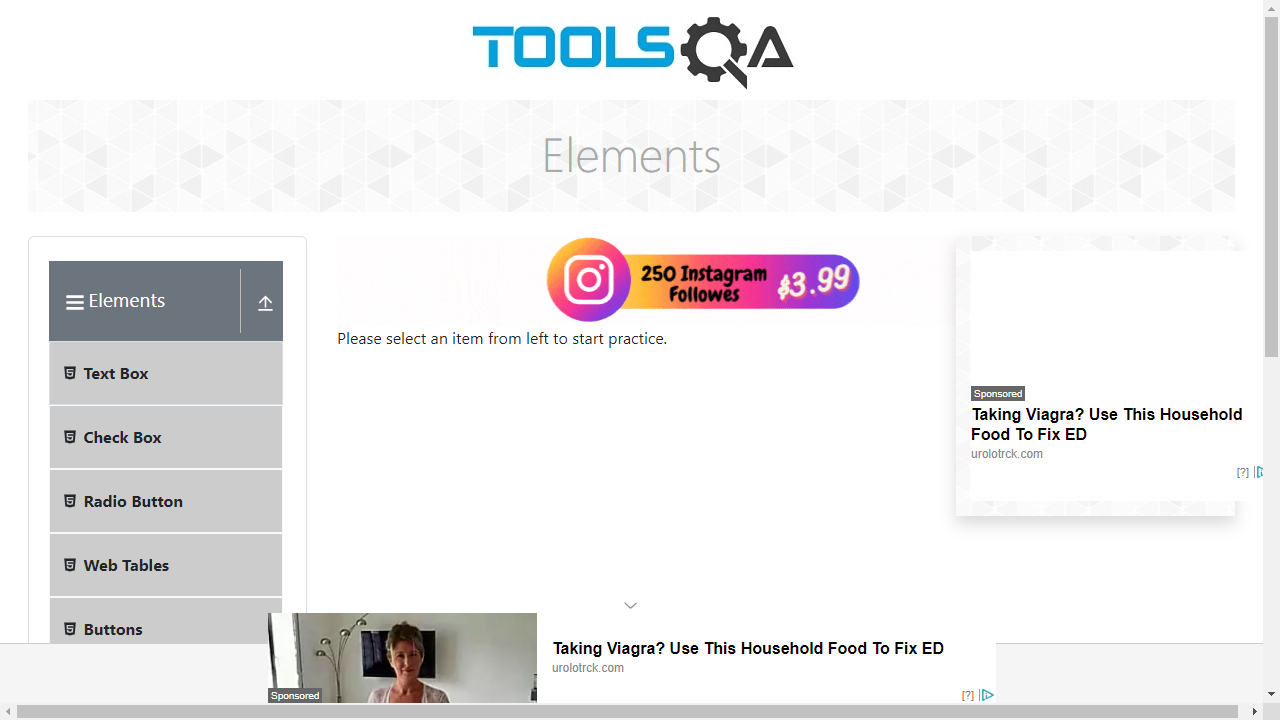 TOOLSQA
Elements
Elements
Text Box
Check Box
Radio Button
Web Tables
Buttons
250 Instagram
Followes
$3.99
Please select an item from left to start practice.
Sponsored
Taking Viagra? Use This Household
Food To Fix ED
urolotrck.com
[?]
Sponsored
Taking Viagra? Use This Household Food To Fix ED
urolotrck.com
[?]